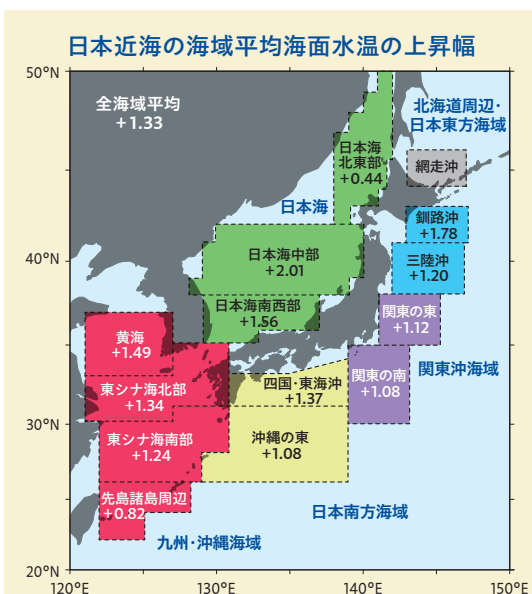 日本近海の海域平均海面水温の上昇幅
50°N
全海域平均
+1.33
北海道周辺・
日本東方海域
日本海
北東部
+0.44
網走沖
日本海
釧路沖
+1.78
40°N
日本海中部
+2.01
三陸沖
+1.20
日本海南西部
+1.56
関東の東
+1.12
黄海
+1.49
関東沖海域
関東の南
+1.08
東シナ海北部
+1.34
四国・東海沖
+1.37
30°N
東シナ海南部
+1.24
沖縄の東
+1.08
先島諸島周辺
+0.82
日本南方海域
九州・沖縄海域
20°N
120°E
130°E
140°E
150°E